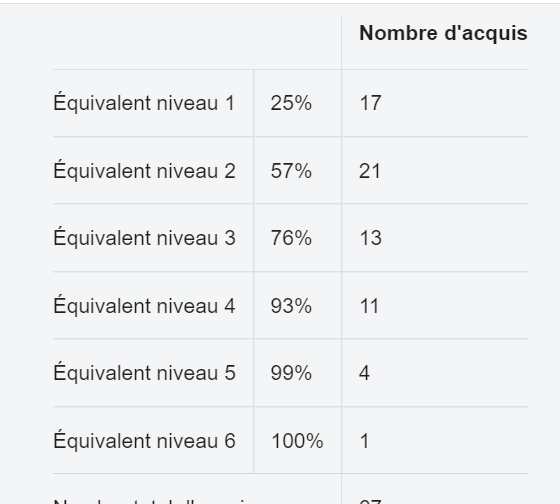 Nombre d'acquis
Équivalent niveau 1 25% 17
Équivalent niveau 2 57% 21
Équivalent niveau 3 76% 13
Équivalent niveau 4 93% 11
Équivalent niveau 5 99% 4
Équivalent niveau 6 100% 1